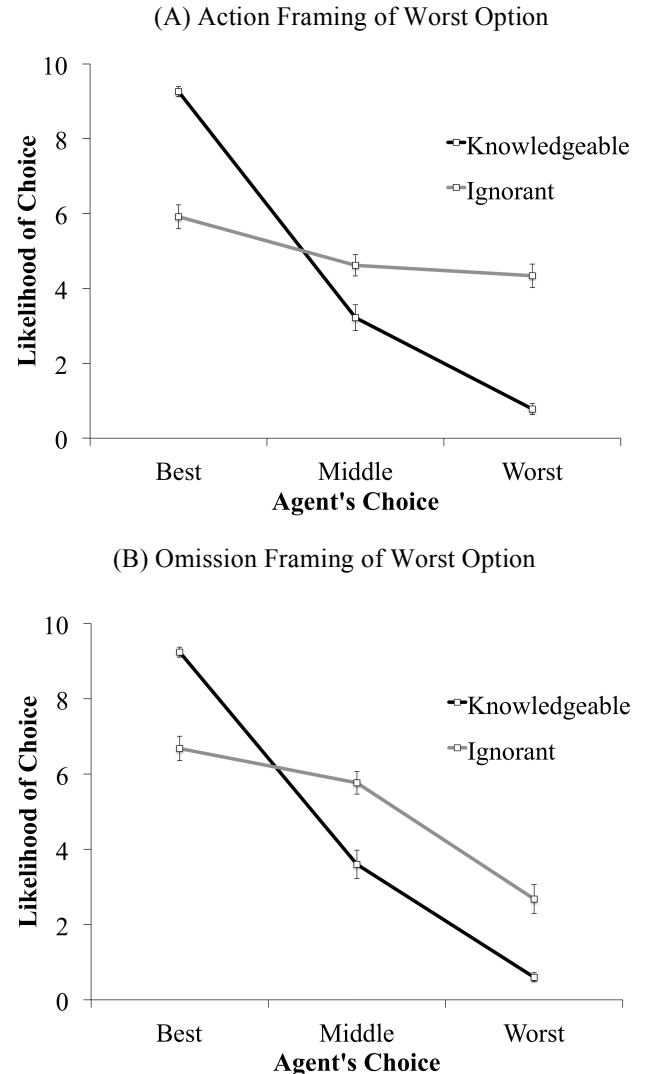 (A) Action Framing of Worst Option
Likelihood of Choice
10
8
6
4
2
0
Knowledgeable
Ignorant
Best Middle Worst
Agent's Choice
(B) Omission Framing of Worst Option
Likelihood of Choice
10
8
6
4
2
0
Knowledgeable
Ignorant
Best Middle Worst
Agent's Choice